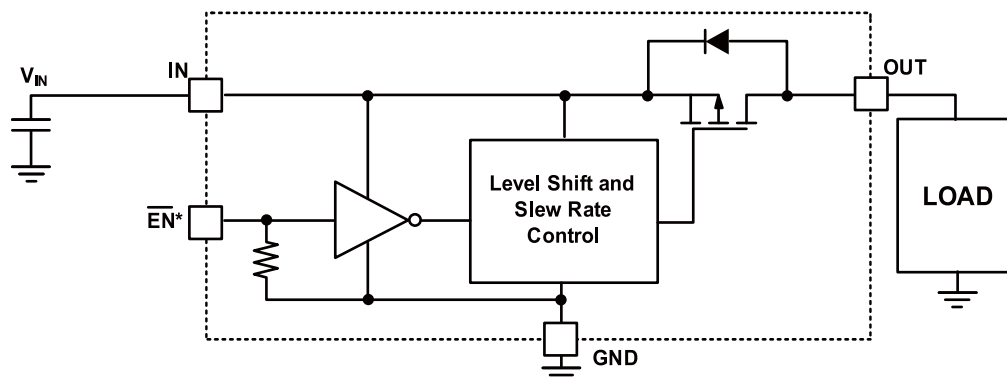 IN
OUT
VIN
Level Shift and
Slew Rate
Control
LOAD
EN*
GND